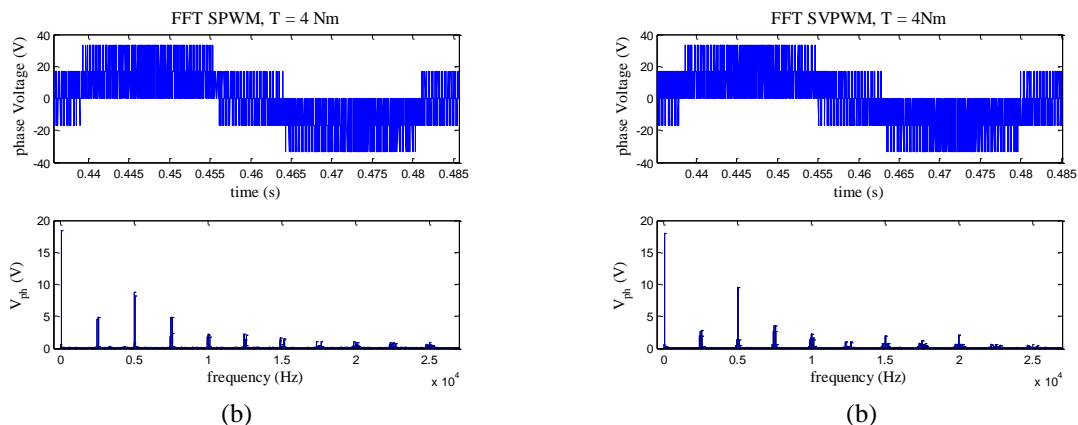 FFT SPWM, T = 4 Nm
phase Voltage (V)
40
20
0
-20
-40
0.44 0.445 0.45 0.455 0.46 0.465 0.47 0.475 0.48 0.485
time (s)
V_ph (V)
20
15
10
5
0
0 0.5 1 1.5 2 2.5
x 10^4
frequency (Hz)
(b)
FFT SVPWM, T = 4Nm
phase Voltage (V)
40
20
0
-20
-40
0.44 0.445 0.45 0.455 0.46 0.465 0.47 0.475 0.48 0.485
time (s)
V_ph (V)
20
15
10
5
0
0 0.5 1 1.5 2 2.5
x 10^4
frequency (Hz)
(b)